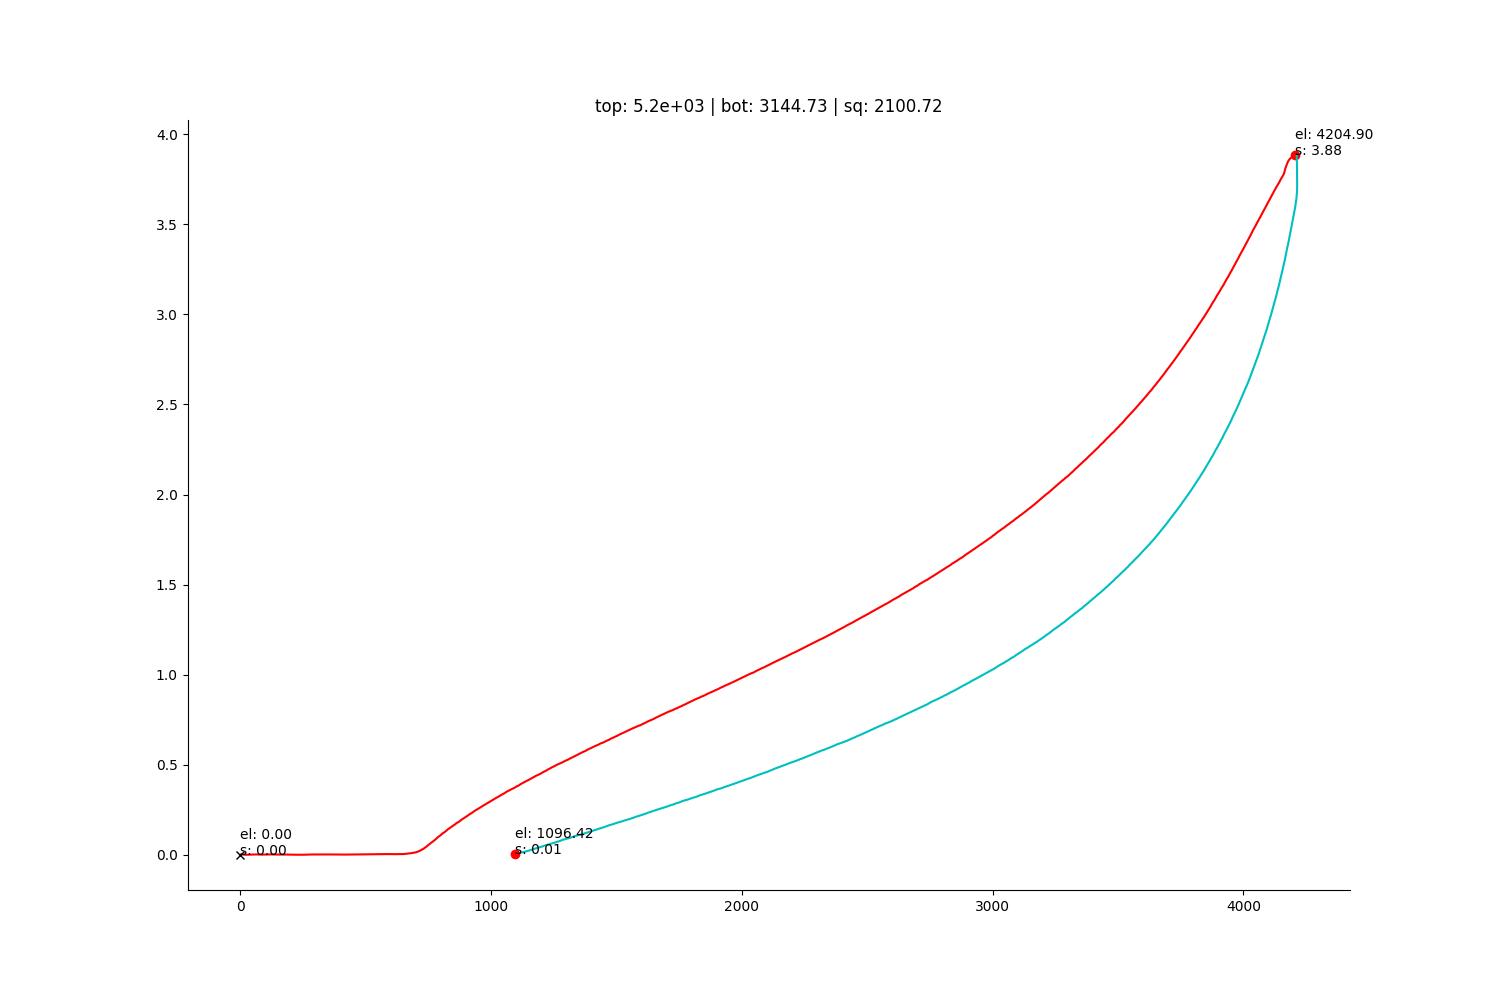 top: 5.2e+03 | bot: 3144.73 | sq: 2100.72
4.0
el: 4204.90
s: 3.88
3.5
3.0
2.5
2.0
1.5
1.0
0.5
el: 0.00
s: 0.00
el: 1096.42
s: 0.01
0.0
0
1000
2000
3000
4000